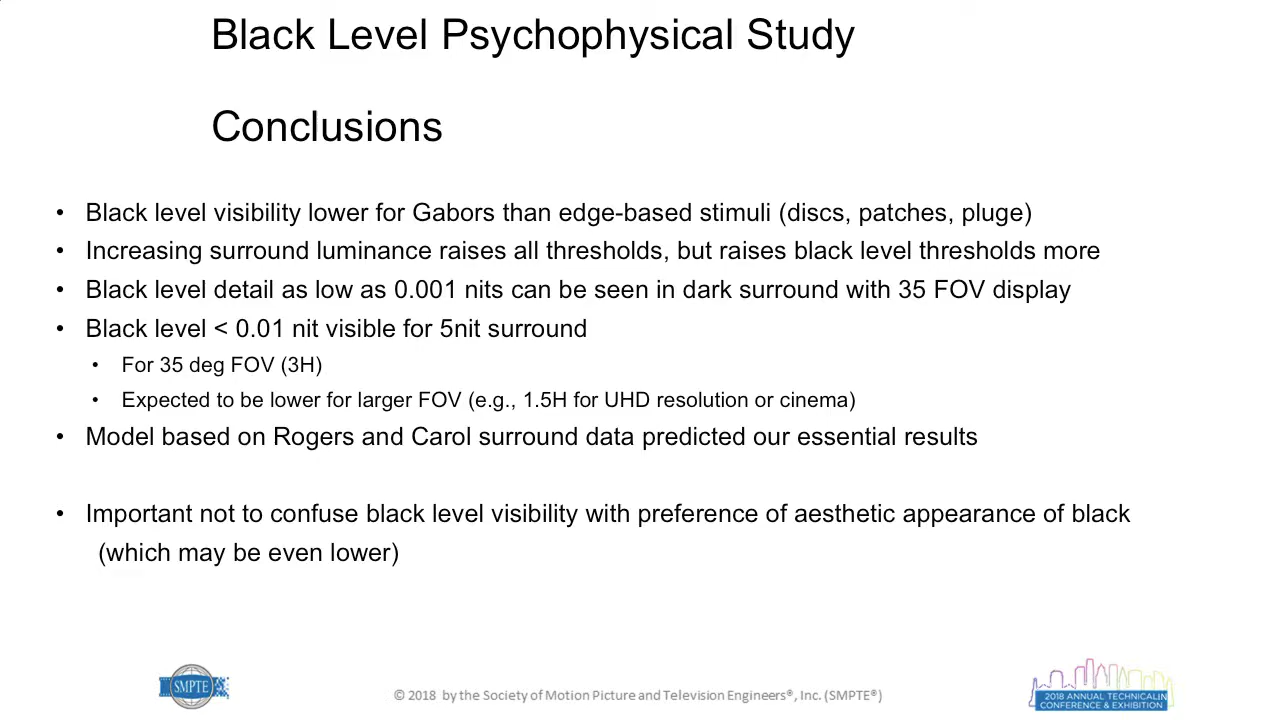 Black Level Psychophysical Study
Conclusions
• Black level visibility lower for Gabors than edge-based stimuli (discs, patches, pluge)
• Increasing surround luminance raises all thresholds, but raises black level thresholds more
• Black level detail as low as 0.001 nits can be seen in dark surround with 35 FOV display
• Black level < 0.01 nit visible for 5nit surround
• For 35 deg FOV (3H)
• Expected to be lower for larger FOV (e.g., 1.5H for UHD resolution or cinema)
• Model based on Rogers and Carol surround data predicted our essential results
• Important not to confuse black level visibility with preference of aesthetic appearance of black
(which may be even lower)
SMPTE
© 2018 by the Society of Motion Picture and Television Engineers®, Inc. (SMPTE®)
2018 ANNUAL TECHNICALIN
CONFERENCE & EXHIBITION